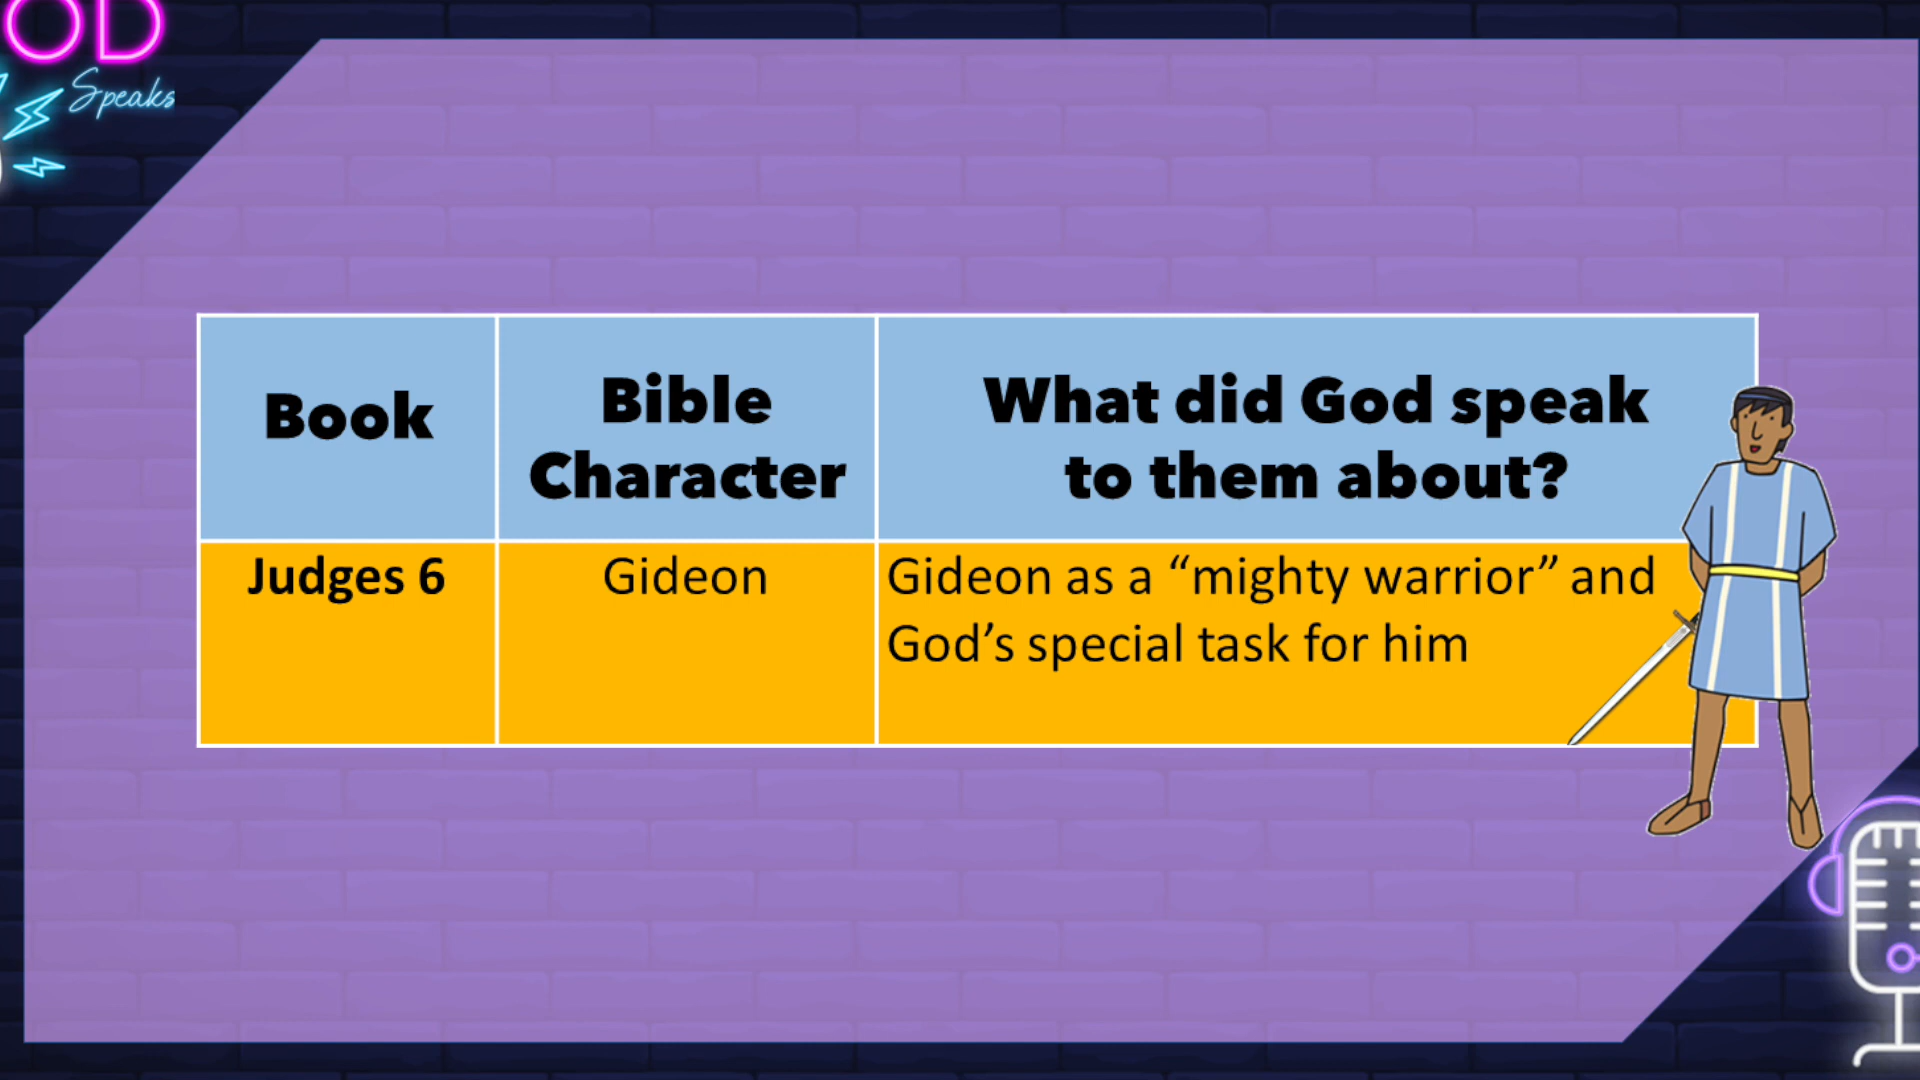 OD
Speaks
Book
Bible
Character
What did God speak
to them about?
Judges 6
Gideon
Gideon as a “mighty warrior” and
God’s special task for him